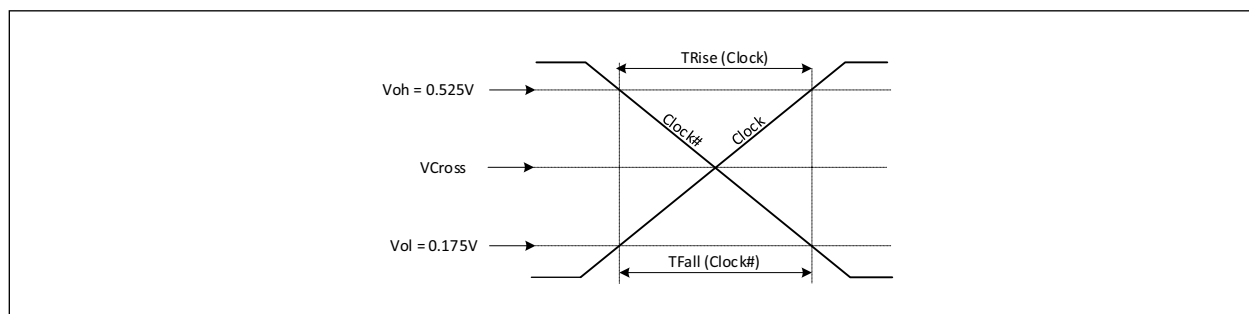 TRise (Clock)
Voh = 0.525V
Clock#
Clock
VCross
Vol = 0.175V
TFall (Clock#)